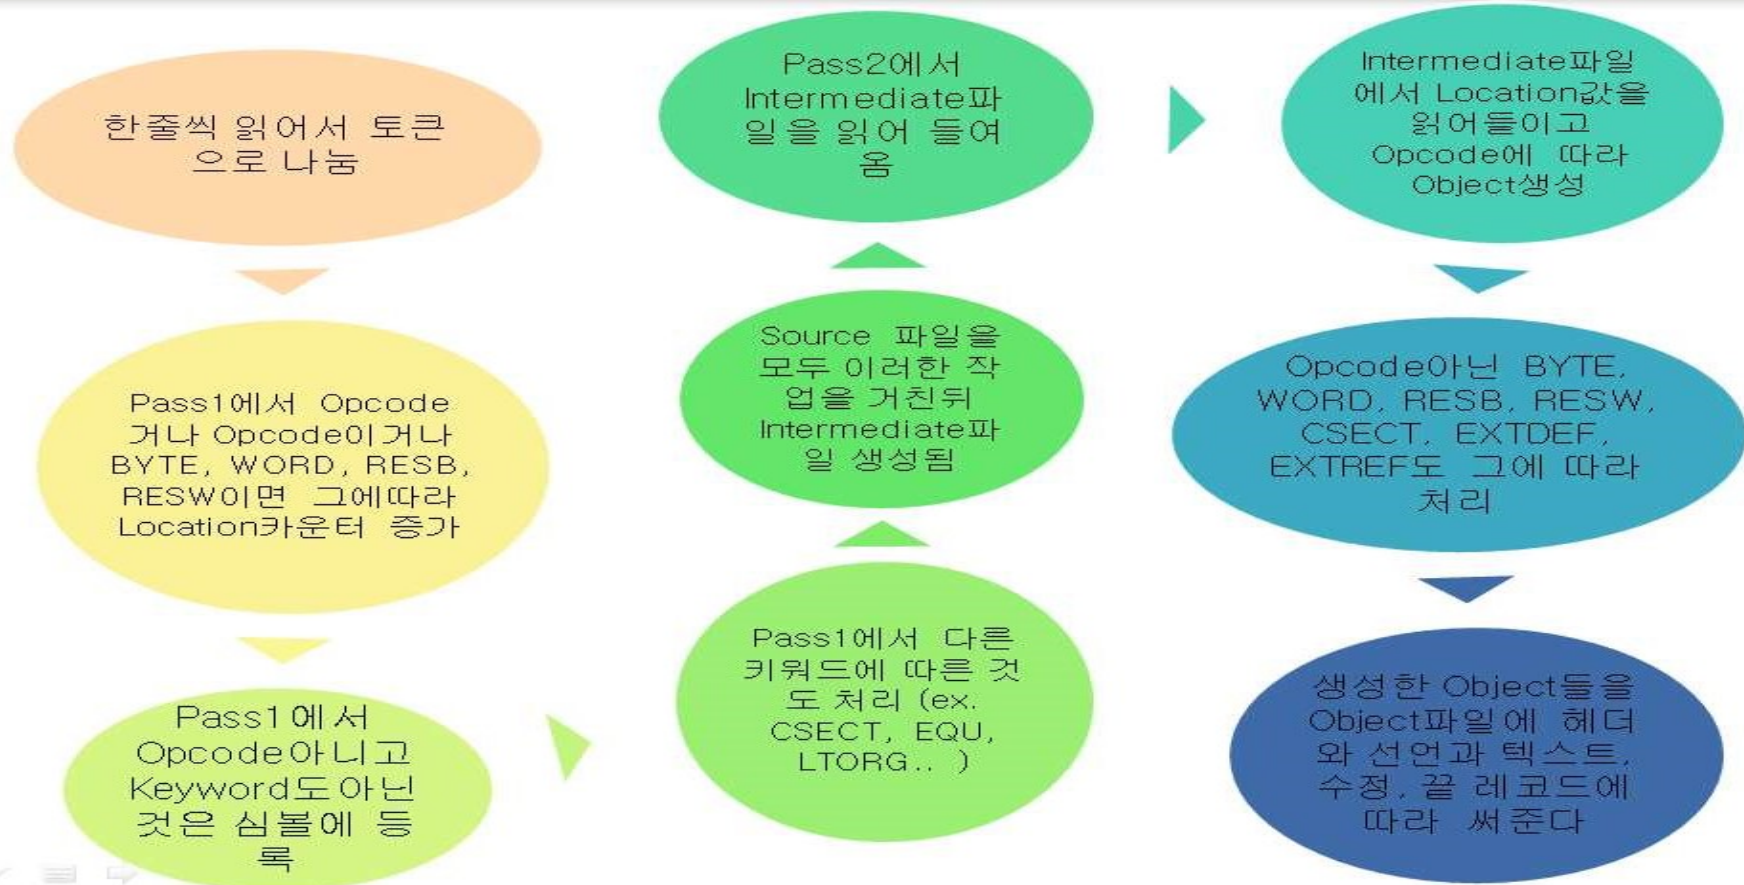 한줄씩 읽어서 토큰
으로 나눔
Pass1에서 Opcode
거나 Opcode이거나
BYTE, WORD, RESB,
RESW이면 그에따라
Location카운터 증가
Pass1에서
Opcode아니고
Keyword도아닌
것은 심볼에 등
록
Pass1에서 다른
키워드에 따른 것
도 처리 (ex.
CSECT, EQU,
LTORG.. )
Source 파일을
모두 이러한 작
업을 거친뒤
Intermediate파
일 생성됨
Pass2에서
Intermediate파
일을 읽어 들여
옴
Intermediate파일
에서 Location값을
읽어들이고
Opcode에 따라
Object생성
Opcode아닌 BYTE,
WORD, RESB, RESW,
CSECT, EXTDEF,
EXTREF도 그에 따라
처리
생성한 Object들을
Object파일에 헤더
와 선언과 텍스트,
수정, 끝 레코드에
따라 써준다